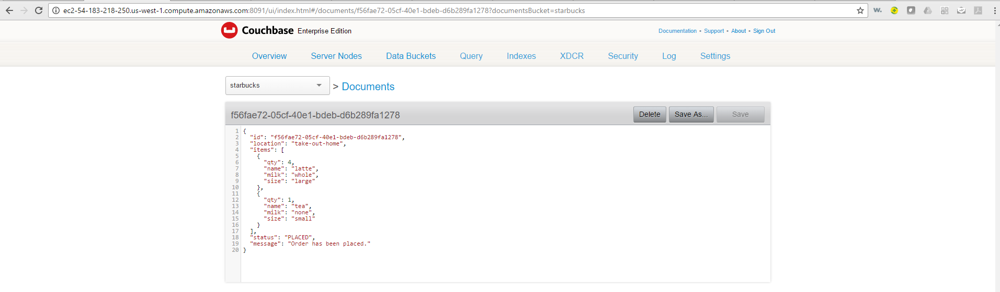 ec2-54-183-218-250.us-west-1.compute.amazonaws.com:8091/ui/index.html#/documents/f56fae72-05cf-40e1-bdeb-d6b289fa1278?documentsBucket=starbucks
w.
Couchbase Enterprise Edition
Documentation • Support • About • Sign Out
Overview Server Nodes Data Buckets Query Indexes XDCR Security Log Settings
starbucks > Documents
f56fae72-05cf-40e1-bdeb-d6b289fa1278 Delete Save As... Save
1 {
2 "id": "f56fae72-05cf-40e1-bdeb-d6b289fa1278",
3 "location": "take-out-home",
4 "items": [
5 {
6 "qty": 4,
7 "name": "latte",
8 "milk": "whole",
9 "size": "large"
10 },
11 {
12 "qty": 1,
13 "name": "tea",
14 "milk": "none",
15 "size": "small"
16 }
17 ],
18 "status": "PLACED",
19 "message": "Order has been placed."
20 }